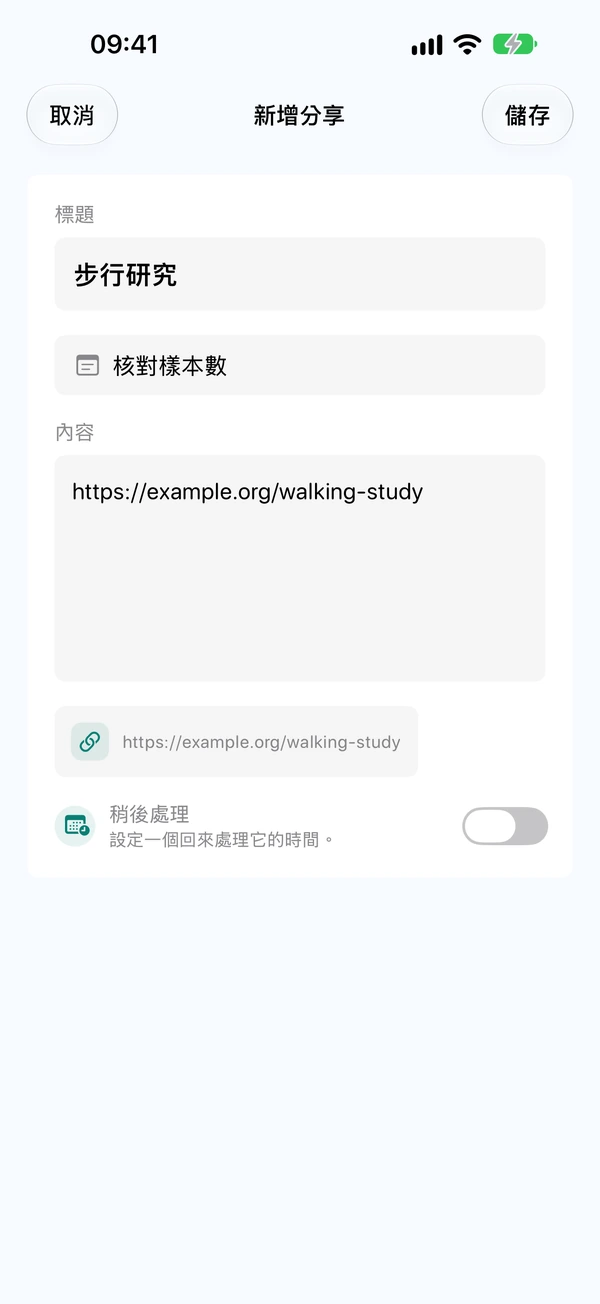 09:41
取消
新增分享
儲存
標題
步行研究
核對樣本數
內容
https://example.org/walking-study
https://example.org/walking-study
稍後處理
設定一個回來處理它的時間。